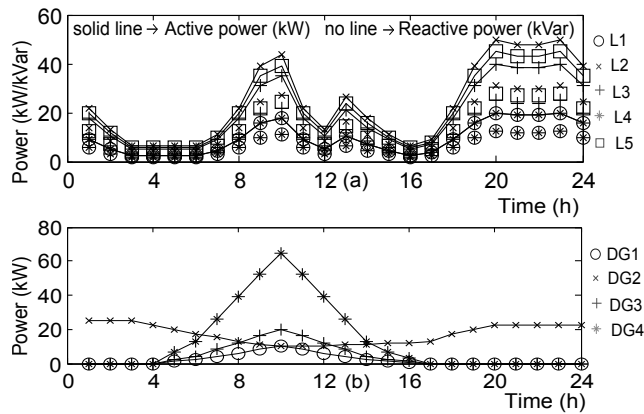 solid line → Active power (kW) no line → Reactive power (kVar)
Power (kW/kVar)
60
40
20
0
0 4 8 12 (a) 16 20 24
Time (h)
L1
L2
L3
L4
L5
Power (kW)
80
60
40
20
0
0 4 8 12 (b) 16 20 24
Time (h)
DG1
DG2
DG3
DG4